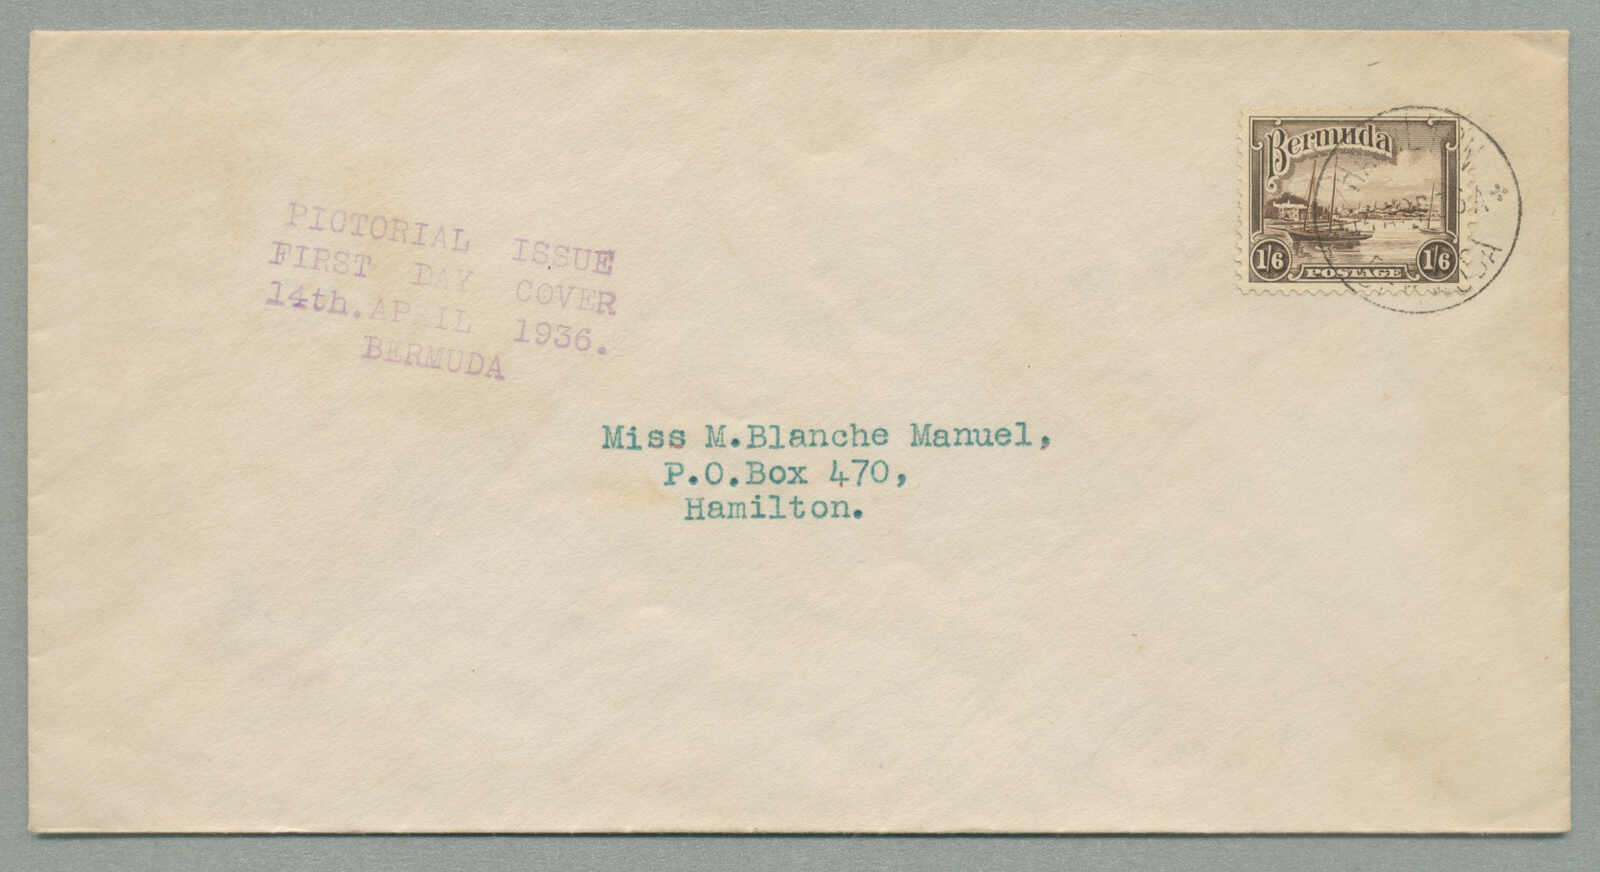 PICTORIAL ISSUE
FIRST DAY COVER
14th. APRIL 1936.
BERMUDA
Bermuda
1/6 POSTAGE 1/6
HAMILTON
Miss M.Blanche Manuel,
P.O.Box 470,
Hamilton.